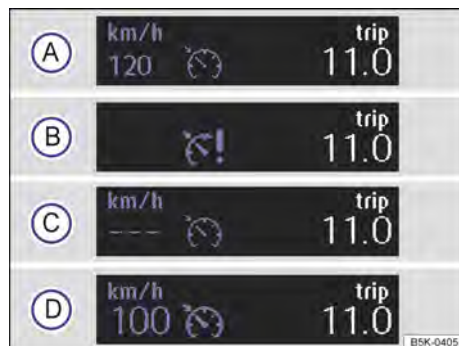 A
km/h trip
120 11.0
B
!
trip
11.0
C
km/h trip
--- 11.0
D
km/h trip
100 11.0
B5K-0405